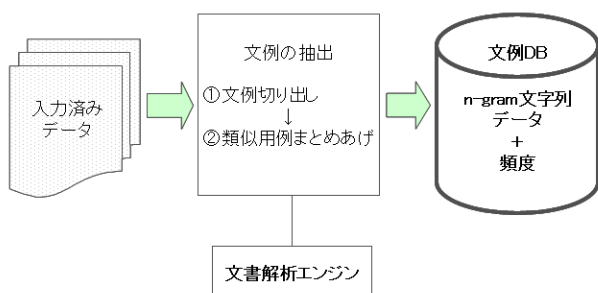 入力済み
データ
文例の抽出
①文例切り出し
↓
②類似用例まとめあげ
文例DB
n-gram文字列
データ
+
頻度
文書解析エンジン